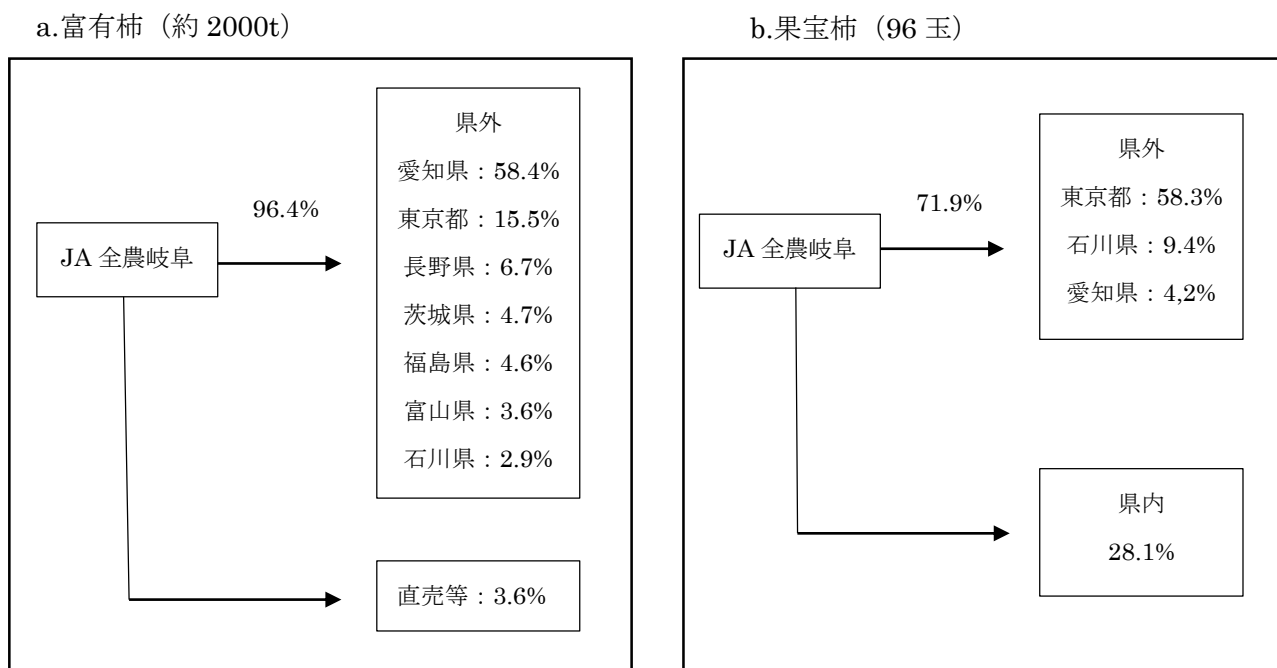 a.富有柿（約 2000t）
県外
愛知県：58.4%
東京都：15.5%
長野県：6.7%
茨城県：4.7%
福島県：4.6%
富山県：3.6%
石川県：2.9%
96.4%
JA 全農岐阜
直売等：3.6%
b.果宝柿（96 玉）
県外
東京都：58.3%
石川県：9.4%
愛知県：4,2%
71.9%
JA 全農岐阜
県内
28.1%